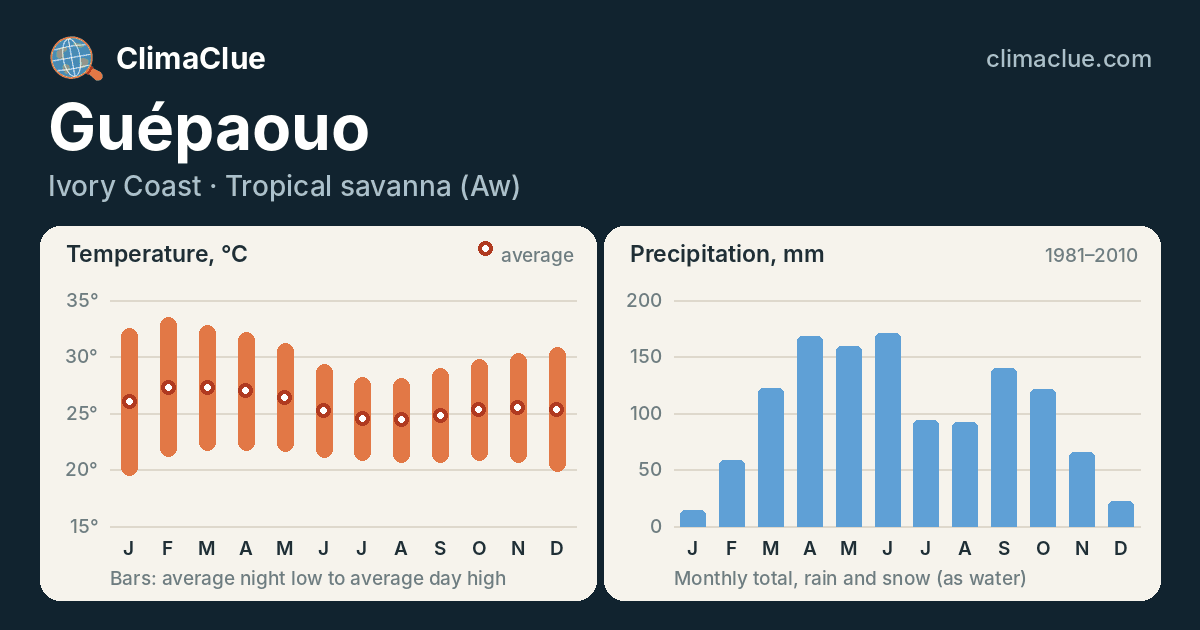 ClimaClue
climaclue.com
Guépaouo
Ivory Coast · Tropical savanna (Aw)
Temperature, °C
average
35°
30°
25°
20°
15°
J F M A M J J A S O N D
Bars: average night low to average day high
Precipitation, mm
1981–2010
200
150
100
50
0
J F M A M J J A S O N D
Monthly total, rain and snow (as water)